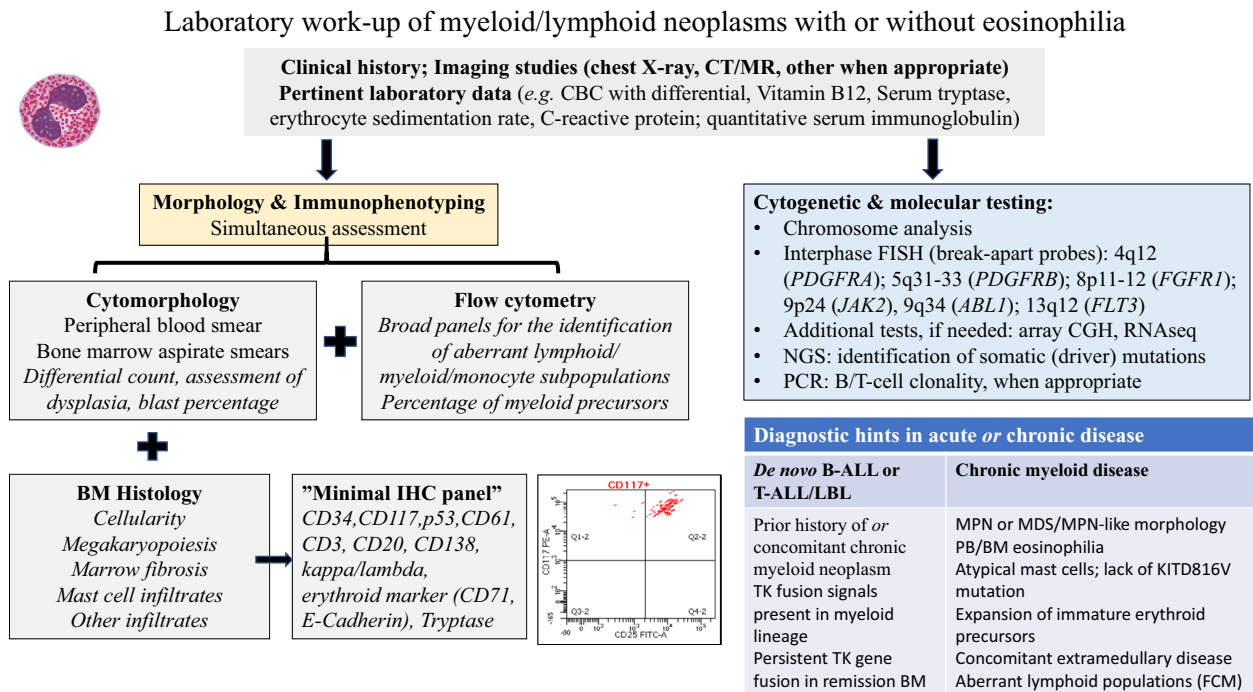 Laboratory work-up of myeloid/lymphoid neoplasms with or without eosinophilia
Clinical history; Imaging studies (chest X-ray, CT/MR, other when appropriate)
Pertinent laboratory data (e.g. CBC with differential, Vitamin B12, Serum tryptase,
erythrocyte sedimentation rate, C-reactive protein; quantitative serum immunoglobulin)
Morphology & Immunophenotyping
Simultaneous assessment
Cytomorphology
Peripheral blood smear
Bone marrow aspirate smears
Differential count, assessment of
dysplasia, blast percentage
Flow cytometry
Broad panels for the identification
of aberrant lymphoid/
myeloid/monocyte subpopulations
Percentage of myeloid precursors
BM Histology
Cellularity
Megakaryopoiesis
Marrow fibrosis
Mast cell infiltrates
Other infiltrates
”Minimal IHC panel”
CD34,CD117,p53,CD61,
CD3, CD20, CD138,
kappa/lambda,
erythroid marker (CD71,
E-Cadherin), Tryptase
CD117+
CD117 PE-A
Q1-2
Q2-2
Q3-2
Q4-2
10⁵
10⁴
10³
10²
-165
-90 0 10² 10³ 10⁴ 10⁵
CD25 FITC-A
Cytogenetic & molecular testing:
• Chromosome analysis
• Interphase FISH (break-apart probes): 4q12
(PDGFRA); 5q31-33 (PDGFRB); 8p11-12 (FGFR1);
9p24 (JAK2), 9q34 (ABL1); 13q12 (FLT3)
• Additional tests, if needed: array CGH, RNAseq
• NGS: identification of somatic (driver) mutations
• PCR: B/T-cell clonality, when appropriate
Diagnostic hints in acute or chronic disease
De novo B-ALL or
T-ALL/LBL
Chronic myeloid disease
Prior history of or
concomitant chronic
myeloid neoplasm
TK fusion signals
present in myeloid
lineage
Persistent TK gene
fusion in remission BM
MPN or MDS/MPN-like morphology
PB/BM eosinophilia
Atypical mast cells; lack of KITD816V
mutation
Expansion of immature erythroid
precursors
Concomitant extramedullary disease
Aberrant lymphoid populations (FCM)